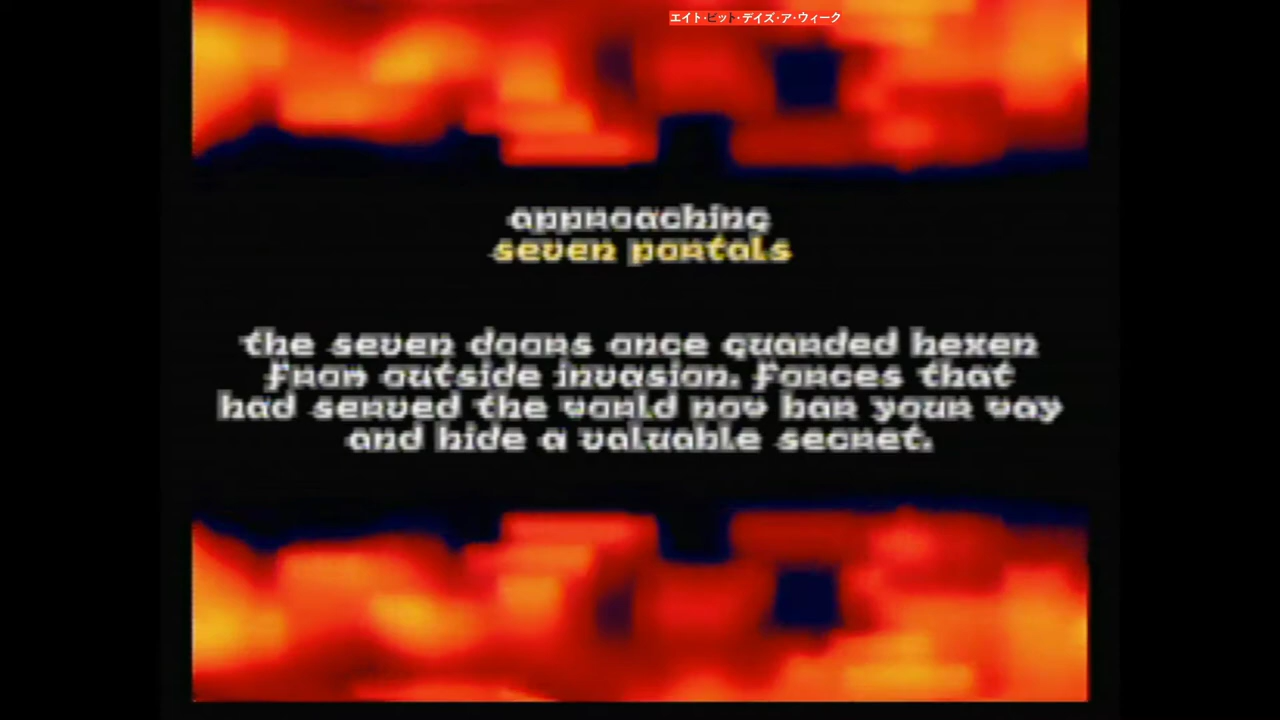 エイト·ビット·デイズ·ア·ウィーク
approaching
seven portals
the seven doors once guarded hexen
from outside invasion. forces that
had served the world now bar your way
and hide a valuable secret.